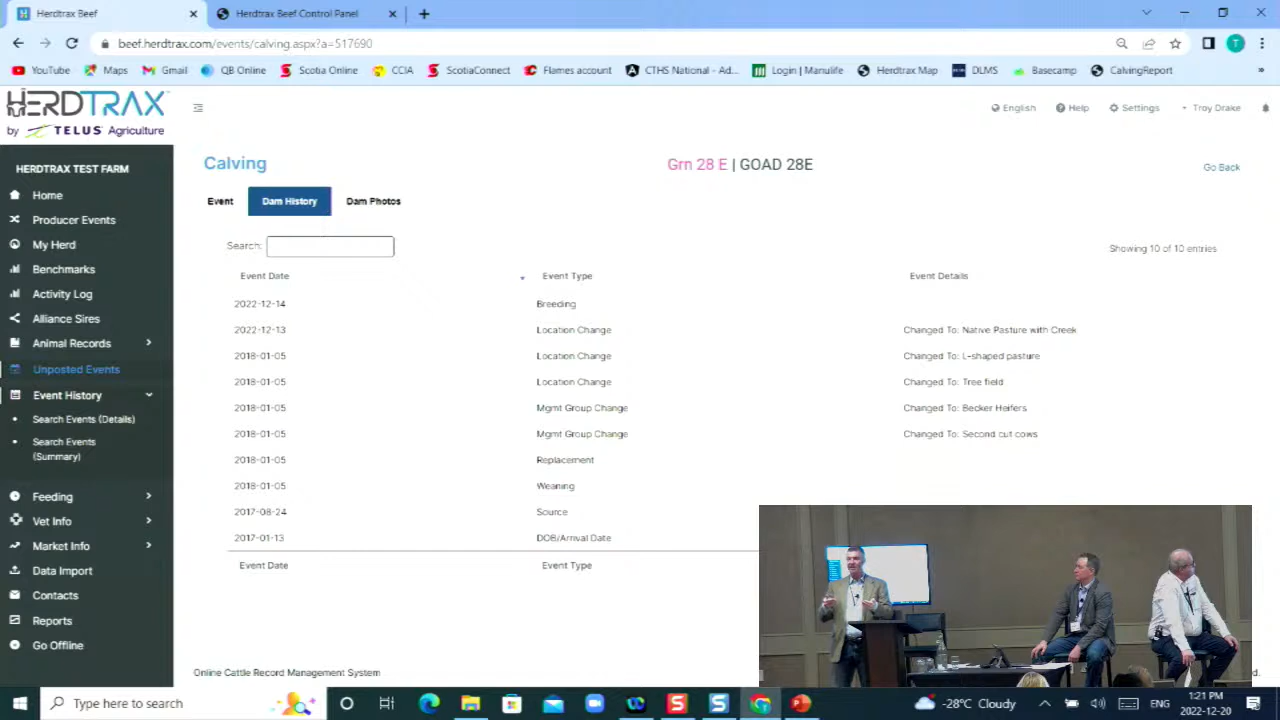 Herdtrax Beef
Herdtrax Beef Control Panel
beef.herdtrax.com/events/calving.aspx?a=517690
T
YouTube
Maps
Gmail
QB Online
Scotia Online
CCIA
ScotiaConnect
Flames account
CTHS National - Ad...
Login | Manulife
Herdtrax Map
DLMS
Basecamp
CalvingReport
»
HERDTRAX
by TELUS Agriculture
English
Help
Settings
Troy Drake
HERDTRAX TEST FARM
Home
Producer Events
My Herd
Benchmarks
Activity Log
Alliance Sires
Animal Records
Unposted Events
Event History
Search Events (Details)
Search Events
(Summary)
Feeding
Vet Info
Market Info
Data Import
Contacts
Reports
Go Offline
Calving
Grn 28 E | GOAD 28E
Go Back
Event
Dam History
Dam Photos
Search:
Showing 10 of 10 entries
Event Date Event Type Event Details
2022-12-14 Breeding
2022-12-13 Location Change Changed To: Native Pasture with Creek
2018-01-05 Location Change Changed To: L-shaped pasture
2018-01-05 Location Change Changed To: Tree field
2018-01-05 Mgmt Group Change Changed To: Becker Heifers
2018-01-05 Mgmt Group Change Changed To: Second cut cows
2018-01-05 Replacement
2018-01-05 Weaning
2017-08-24 Source
2017-01-13 DOB/Arrival Date
Event Date Event Type
Online Cattle Record Management System
Type here to search
-28°C Cloudy
ENG
1:21 PM
2022-12-20